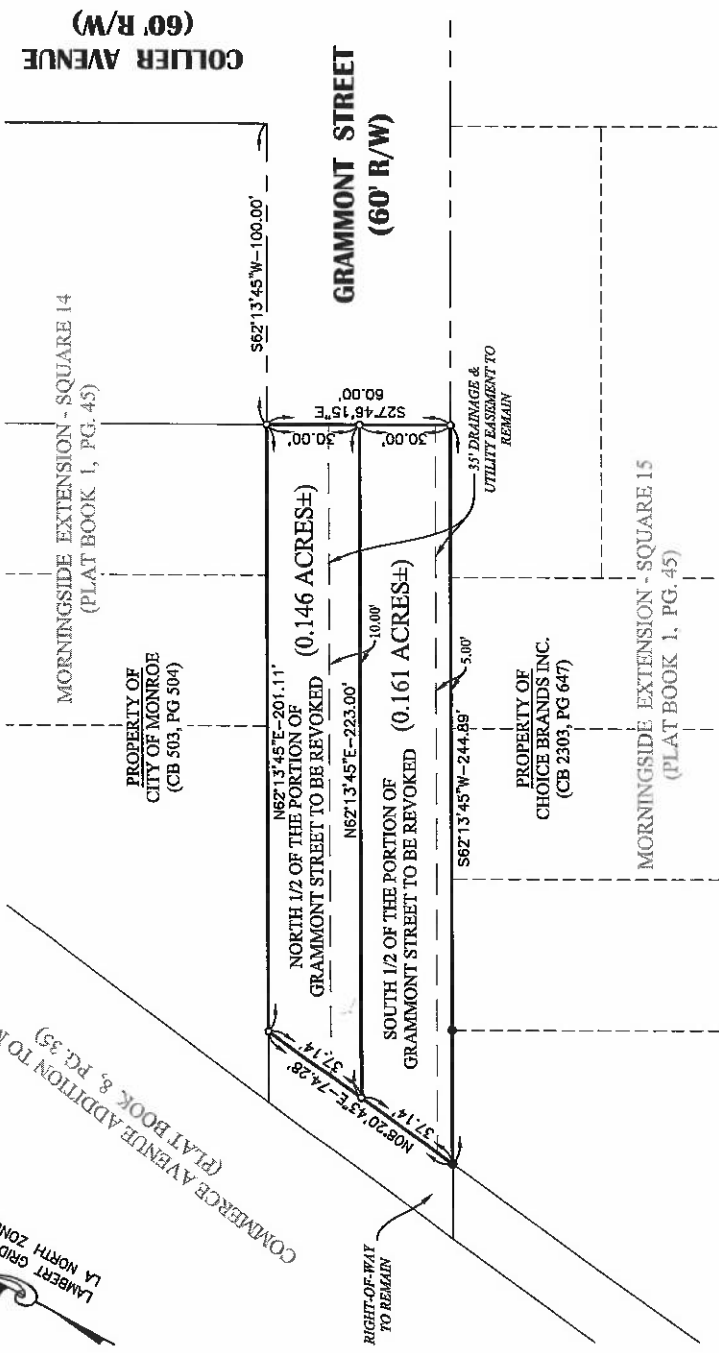 COLLIER AVENUE
(60' R/W)
GRAMMONT STREET
(60' R/W)
MORNINGSIDE EXTENSION - SQUARE 14
(PLAT BOOK 1, PG. 45)
S62°13'45"W-100.00'
PROPERTY OF
CITY OF MONROE
(CB 503, PG 504)
N62°13'45"E-201.11'
NORTH 1/2 OF THE PORTION OF
GRAMMONT STREET TO BE REVOKED
(0.146 ACRES±)
30.00'
30.00'
S27°46'15"E
60.00'
35' DRAINAGE &
UTILITY EASEMENT TO
REMAIN
10.00'
N62°13'45"E-223.00'
SOUTH 1/2 OF THE PORTION OF
GRAMMONT STREET TO BE REVOKED
(0.161 ACRES±)
5.00'
S62°13'45"W-244.89'
37.14'
37.14'
N08°20'43"E-74.28'
PROPERTY OF
CHOICE BRANDS INC.
(CB 2303, PG 647)
MORNINGSIDE EXTENSION - SQUARE 15
(PLAT BOOK 1, PG. 45)
COMMERCE AVENUE ADDITION TO
(PLAT BOOK 8, PG. 35)
RIGHT-OF-WAY
TO REMAIN
LAMBERT GRID
LA NORTH